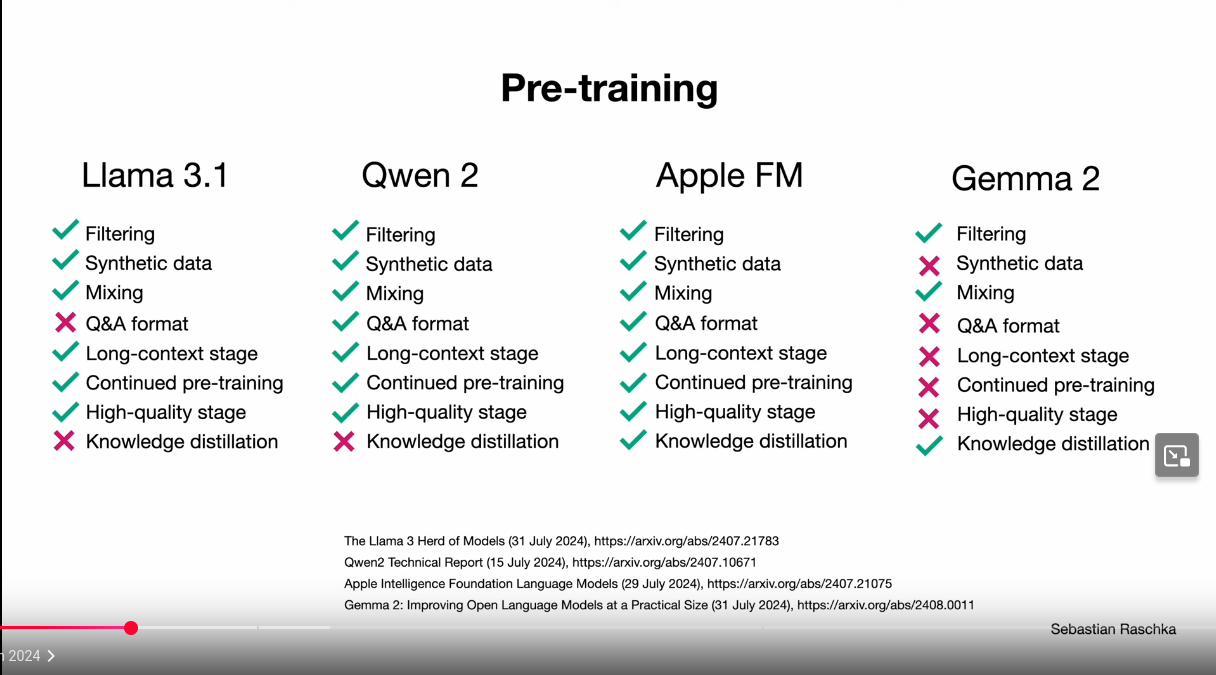 Pre-training
Llama 3.1
Filtering
Synthetic data
Mixing
Q&A format
Long-context stage
Continued pre-training
High-quality stage
Knowledge distillation
Qwen 2
Filtering
Synthetic data
Mixing
Q&A format
Long-context stage
Continued pre-training
High-quality stage
Knowledge distillation
Apple FM
Filtering
Synthetic data
Mixing
Q&A format
Long-context stage
Continued pre-training
High-quality stage
Knowledge distillation
Gemma 2
Filtering
Synthetic data
Mixing
Q&A format
Long-context stage
Continued pre-training
High-quality stage
Knowledge distillation
The Llama 3 Herd of Models (31 July 2024), https://arxiv.org/abs/2407.21783
Qwen2 Technical Report (15 July 2024), https://arxiv.org/abs/2407.10671
Apple Intelligence Foundation Language Models (29 July 2024), https://arxiv.org/abs/2407.21075
Gemma 2: Improving Open Language Models at a Practical Size (31 July 2024), https://arxiv.org/abs/2408.0011
Sebastian Raschka
2024